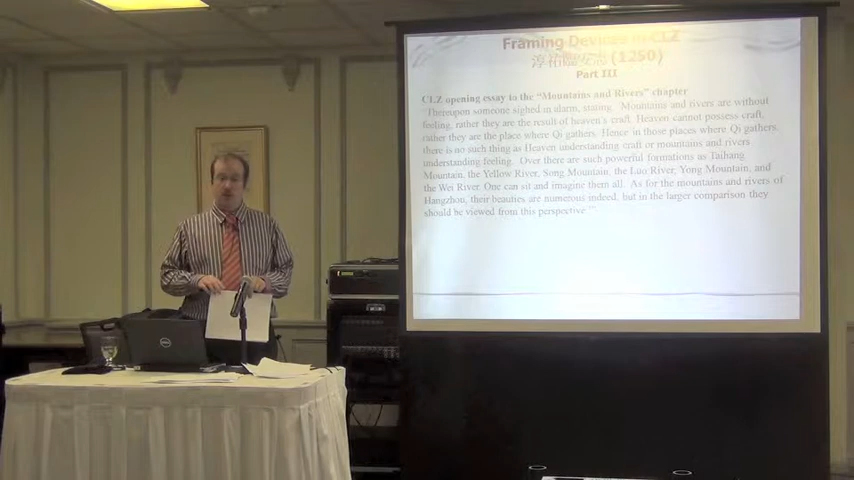 Framing Devices in CLZ
淳祐臨安志 (1250)
Part III
CLZ opening essay to the "Mountains and Rivers" chapter
"Thereupon someone sighed in alarm, stating, 'Mountains and rivers are without
feeling, rather they are the result of heaven's craft. Heaven cannot possess craft,
rather they are the place where Qi gathers. Hence in those places where Qi gathers,
there is no such thing as Heaven understanding craft or mountains and rivers
understanding feeling. Over there are such powerful formations as Taihang
Mountain, the Yellow River, Song Mountain, the Luo River, Yong Mountain, and
the Wei River. One can sit and imagine them all. As for the mountains and rivers of
Hangzhou, their beauties are numerous indeed, but in the larger comparison they
should be viewed from this perspective.'"
DELL